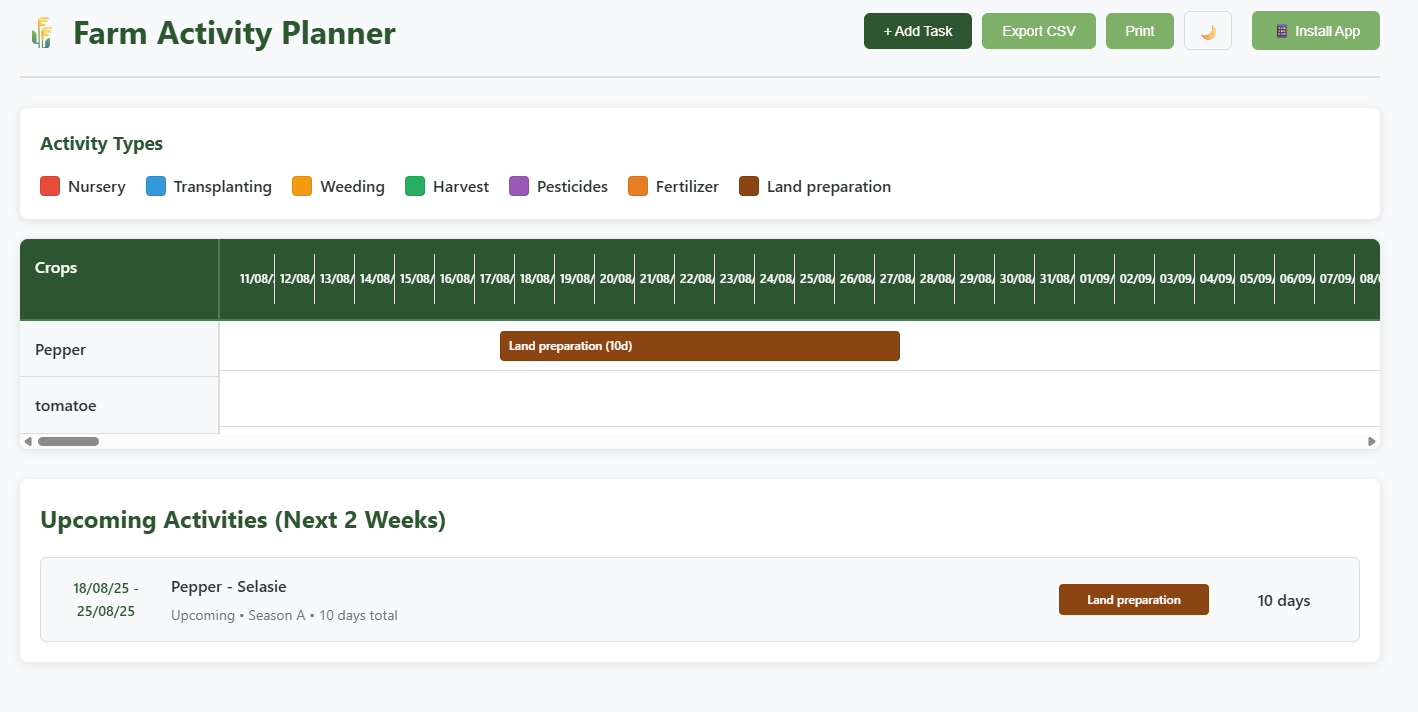 Farm Activity Planner
+ Add Task
Export CSV
Print
Install App
Activity Types
Nursery
Transplanting
Weeding
Harvest
Pesticides
Fertilizer
Land preparation
Crops
11/08/ 12/08/ 13/08/ 14/08/ 15/08/ 16/08/ 17/08/ 18/08/ 19/08/ 20/08/ 21/08/ 22/08/ 23/08/ 24/08/ 25/08/ 26/08/ 27/08/ 28/08/ 29/08/ 30/08/ 31/08/ 01/09/ 02/09/ 03/09/ 04/09/ 05/09/ 06/09/ 07/09/ 08/
Pepper
Land preparation (10d)
tomatoe
Upcoming Activities (Next 2 Weeks)
18/08/25 -
25/08/25
Pepper - Selasie
Upcoming • Season A • 10 days total
Land preparation
10 days